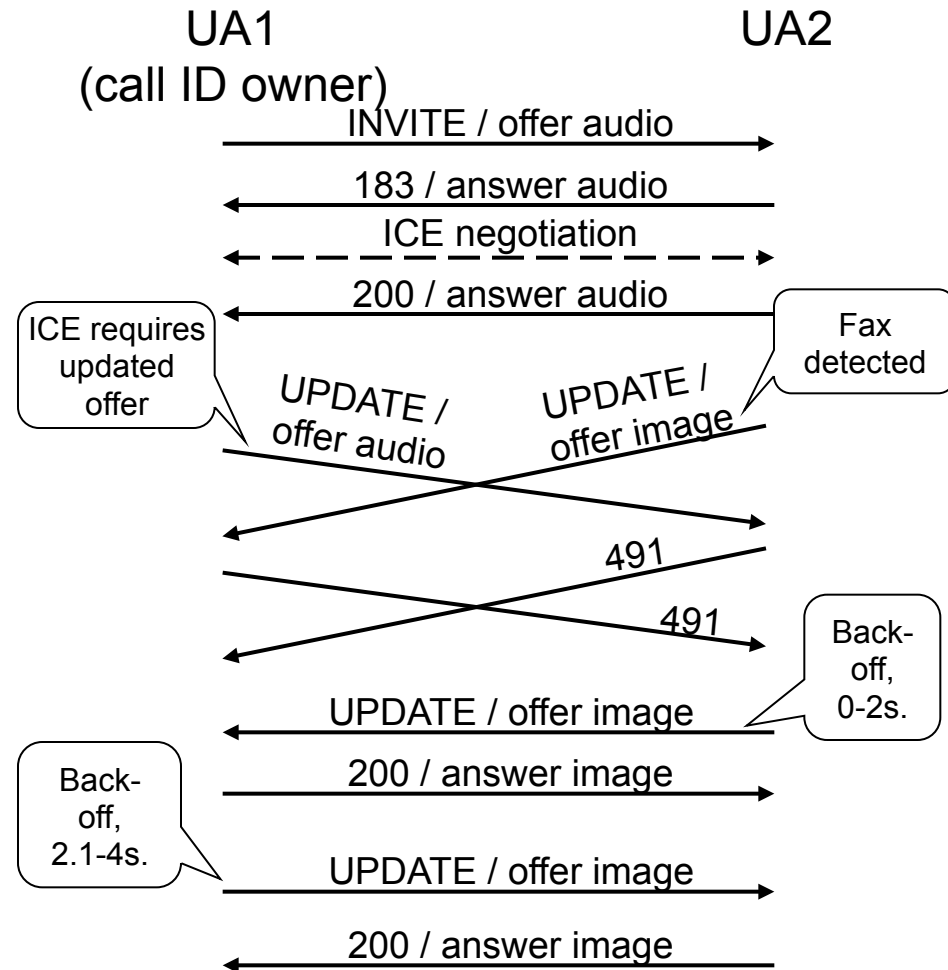 UA1
(call ID owner)
UA2
INVITE / offer audio
183 / answer audio
ICE negotiation
200 / answer audio
ICE requires
updated
offer
Fax
detected
UPDATE /
offer audio
UPDATE /
offer image
491
491
Back-
off,
0-2s.
UPDATE / offer image
200 / answer image
Back-
off,
2.1-4s.
UPDATE / offer image
200 / answer image